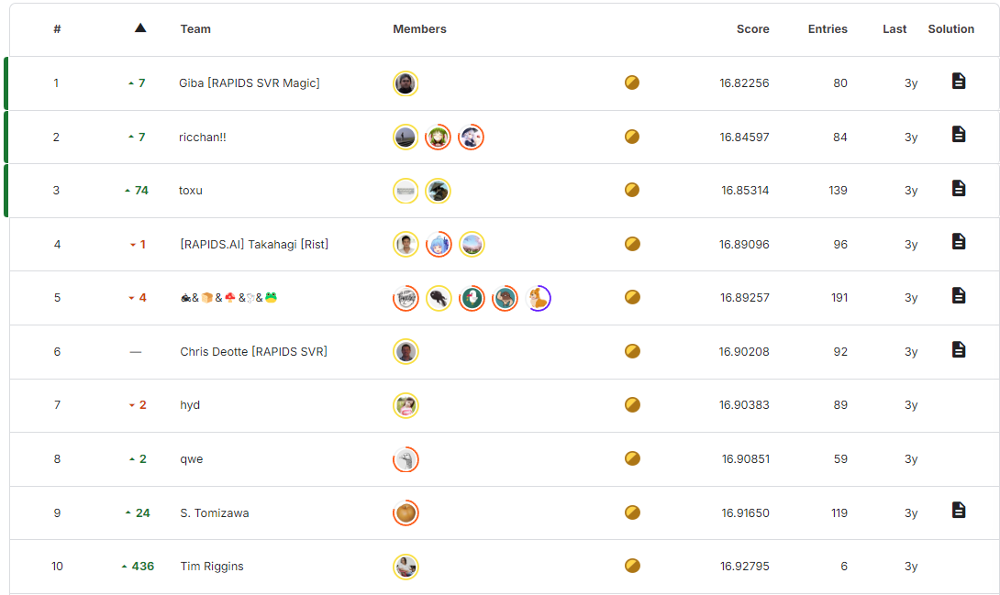 # ▲ Team Members Score Entries Last Solution
1 ▲ 7 Giba [RAPIDS SVR Magic] 16.82256 80 3y
2 ▲ 7 ricchan!! 16.84597 84 3y
3 ▲ 74 toxu 16.85314 139 3y
4 ▼ 1 [RAPIDS.AI] Takahagi [Rist] 16.89096 96 3y
5 ▼ 4 🏍&🍞&🍄&🐩&🐸 16.89257 191 3y
6 — Chris Deotte [RAPIDS SVR] 16.90208 92 3y
7 ▼ 2 hyd 16.90383 89 3y
8 ▲ 2 qwe 16.90851 59 3y
9 ▲ 24 S. Tomizawa 16.91650 119 3y
10 ▲ 436 Tim Riggins 16.92795 6 3y